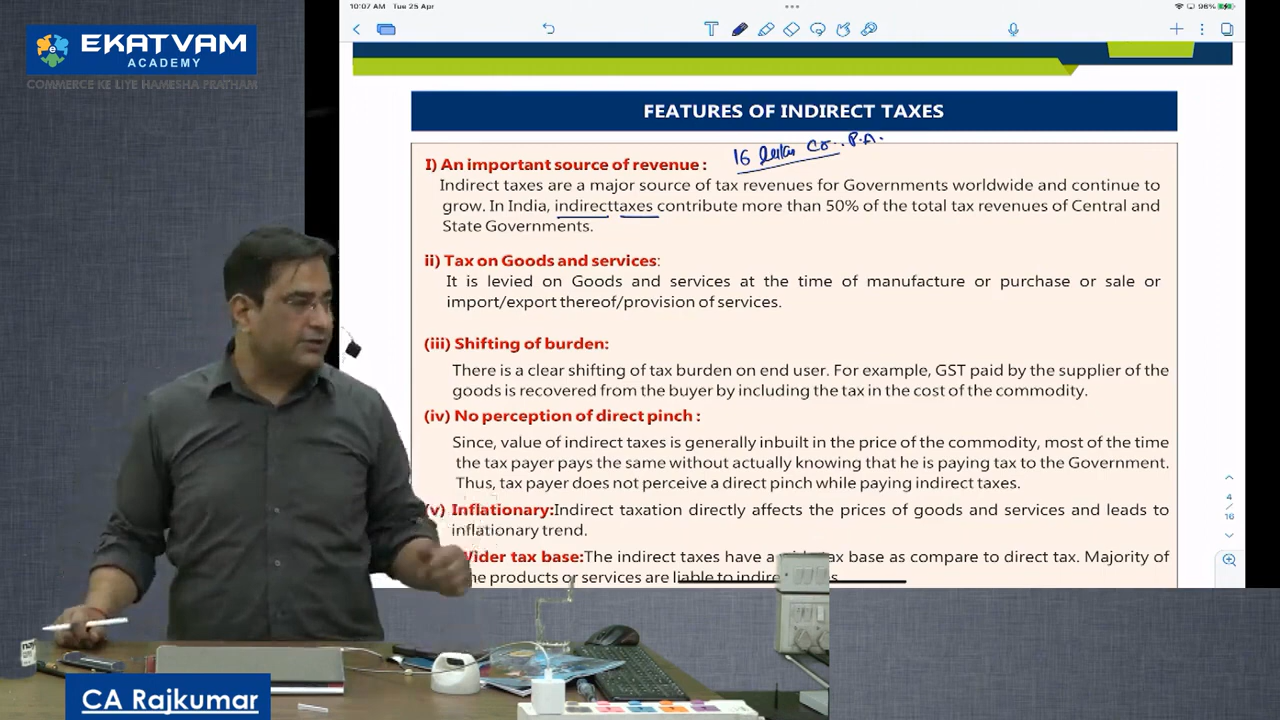 10:07 AM Tue 25 Apr
96%
EKATVAM
ACADEMY
COMMERCE KE LIYE HAMESHA PRATHAM
T
FEATURES OF INDIRECT TAXES
16 Cr.. P.A.
I) An important source of revenue :
Indirect taxes are a major source of tax revenues for Governments worldwide and continue to
grow. In India, indirecttaxes contribute more than 50% of the total tax revenues of Central and
State Governments.
ii) Tax on Goods and services:
It is levied on Goods and services at the time of manufacture or purchase or sale or
import/export thereof/provision of services.
(iii) Shifting of burden:
There is a clear shifting of tax burden on end user. For example, GST paid by the supplier of the
goods is recovered from the buyer by including the tax in the cost of the commodity.
(iv) No perception of direct pinch :
Since, value of indirect taxes is generally inbuilt in the price of the commodity, most of the time
the tax payer pays the same without actually knowing that he is paying tax to the Government.
Thus, tax payer does not perceive a direct pinch while paying indirect taxes.
(v) Inflationary:Indirect taxation directly affects the prices of goods and services and leads to
inflationary trend.
Wider tax base:The indirect taxes have a tax base as compare to direct tax. Majority of
products or services are liable to
4
/
16
CA Rajkumar